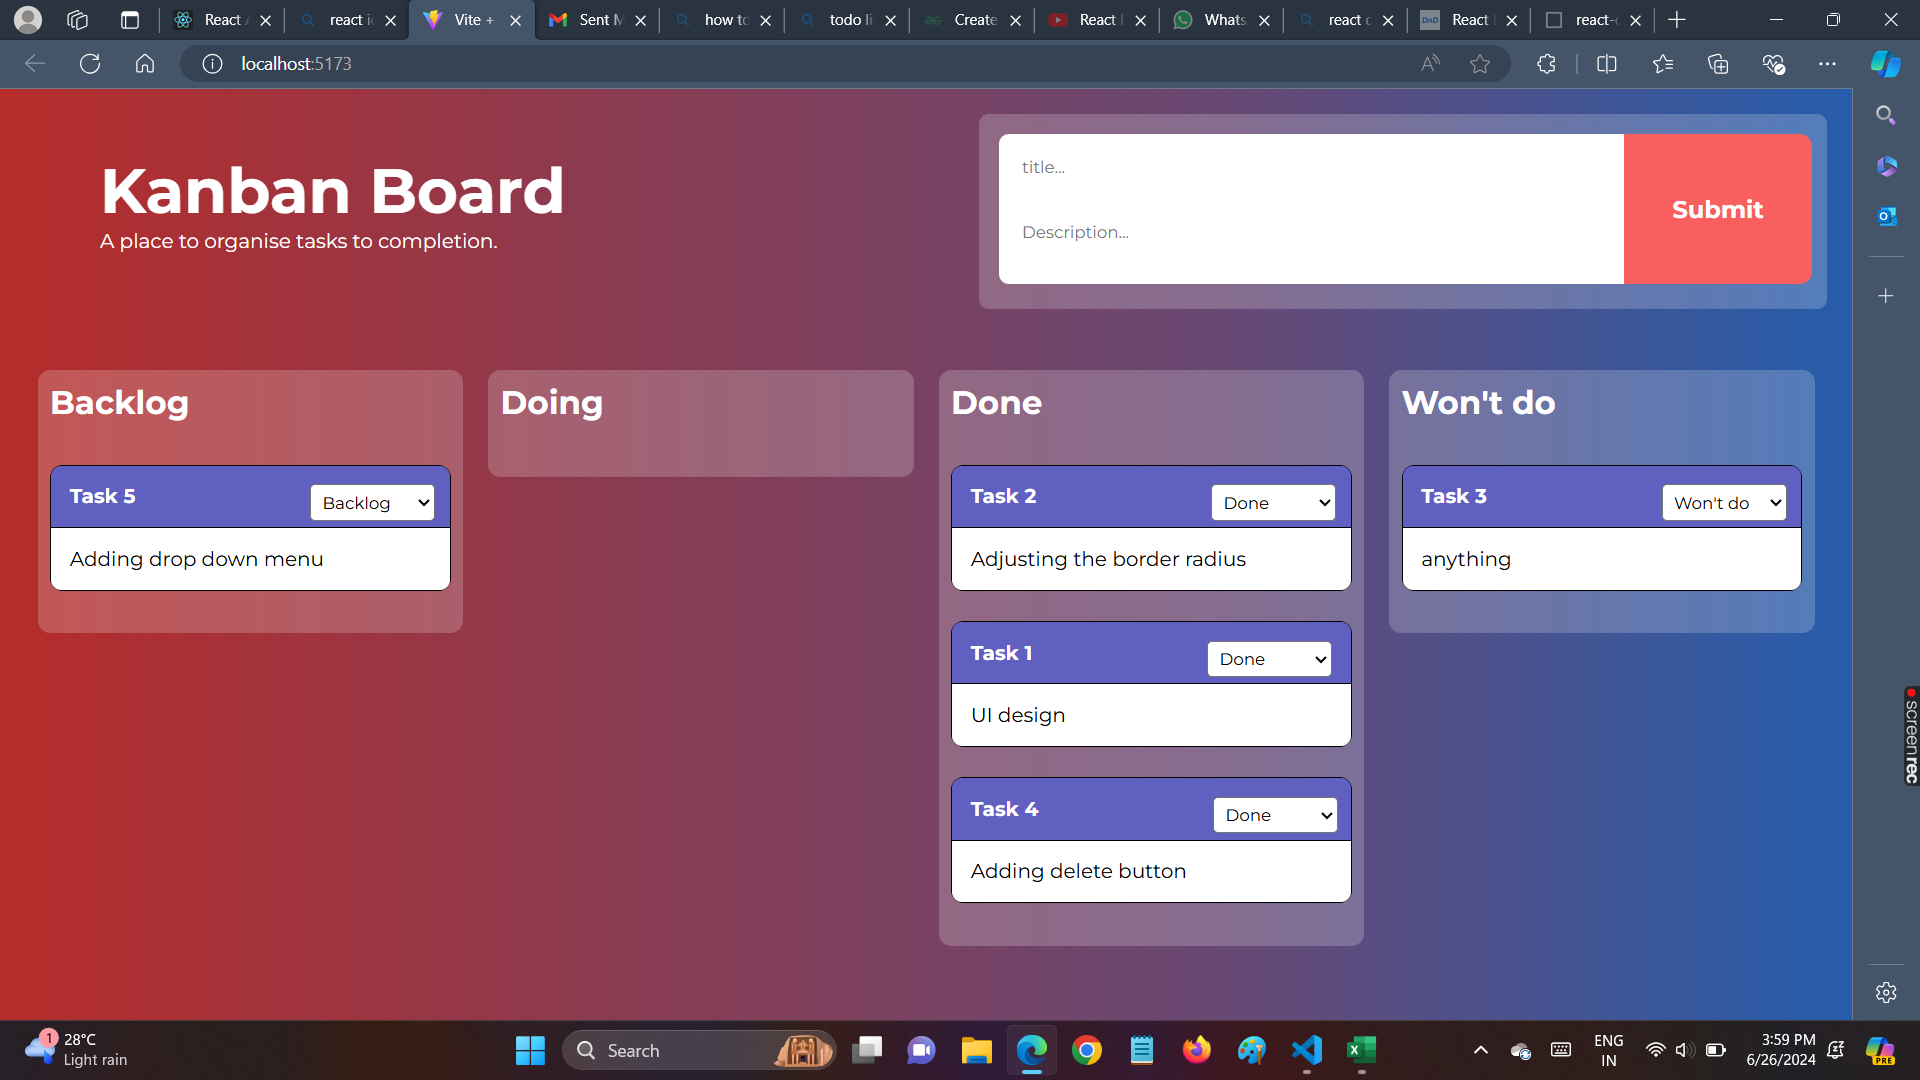 React
react i
Vite +
Sent M
how to
todo li
Create
React
Whats
react
React
react-
localhost:5173
Kanban Board
A place to organise tasks to completion.
title...
Description...
Submit
Backlog
Doing
Done
Won't do
Task 5
Backlog
Adding drop down menu
Task 2
Done
Adjusting the border radius
Task 3
Won't do
anything
Task 1
Done
UI design
Task 4
Done
Adding delete button
screenrec
1
28°C
Light rain
Search
ENG
IN
3:59 PM
6/26/2024
PRE